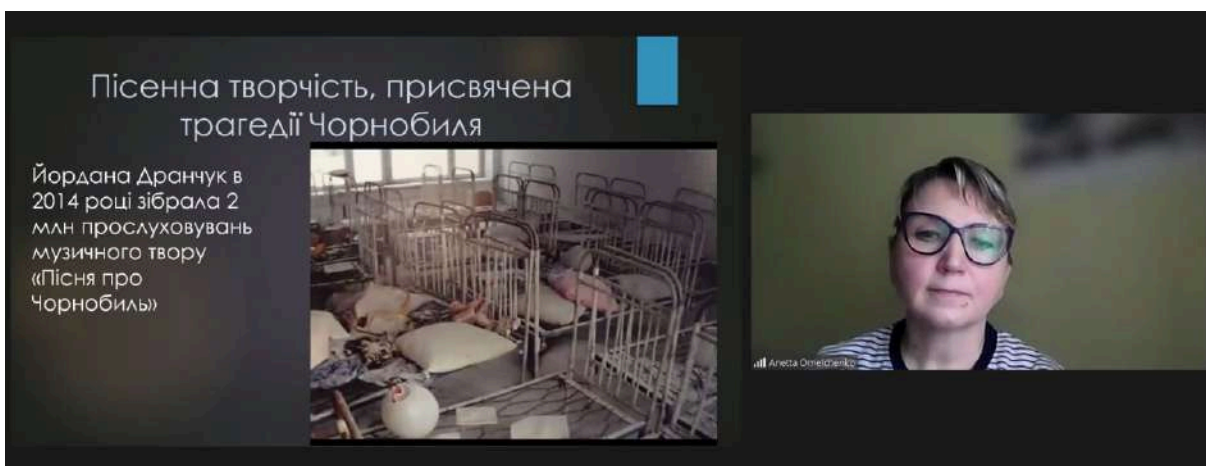 Пісенна творчість, присвячена
трагедії Чорнобиля
Йордана Дранчук в
2014 році зібрала 2
млн прослуховувань
музичного твору
«Пісня про
Чорнобиль»
Anetta Omelchenko